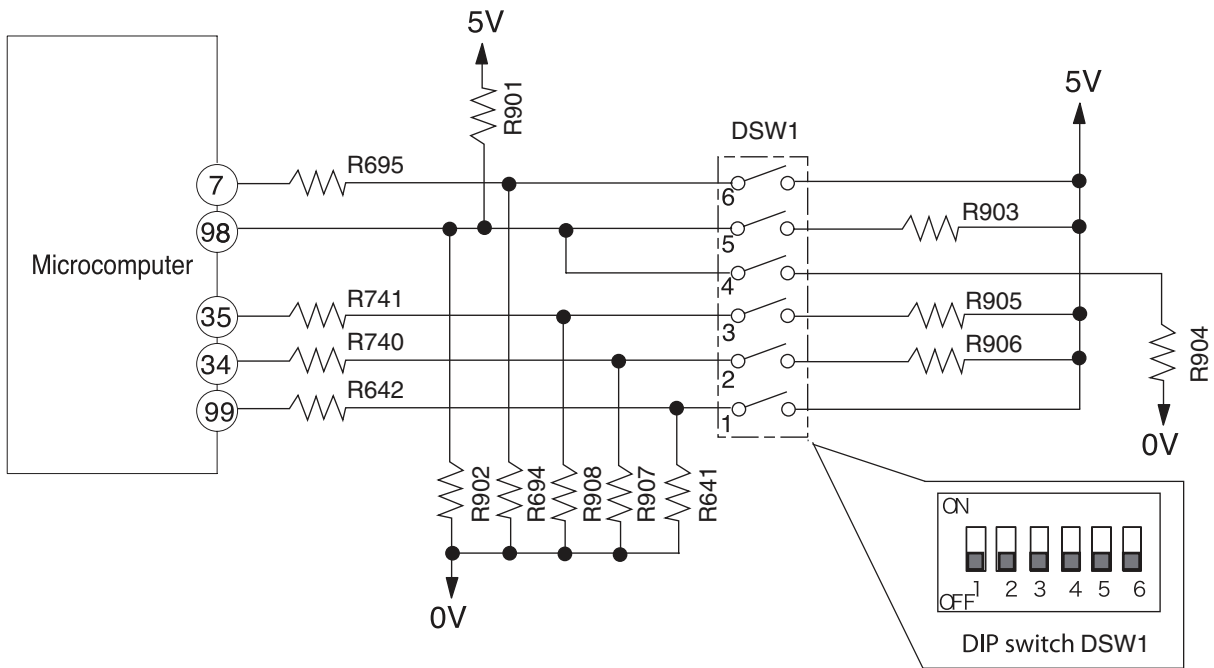 5V
R901
5V
DSW1
7
R695
6
98
5
R903
Microcomputer
4
35
R741
3
R905
34
R740
2
R906
R904
99
R642
1
0V
R902
R694
R908
R907
R641
0V
ON
OFF
1 2 3 4 5 6
DIP switch DSW1